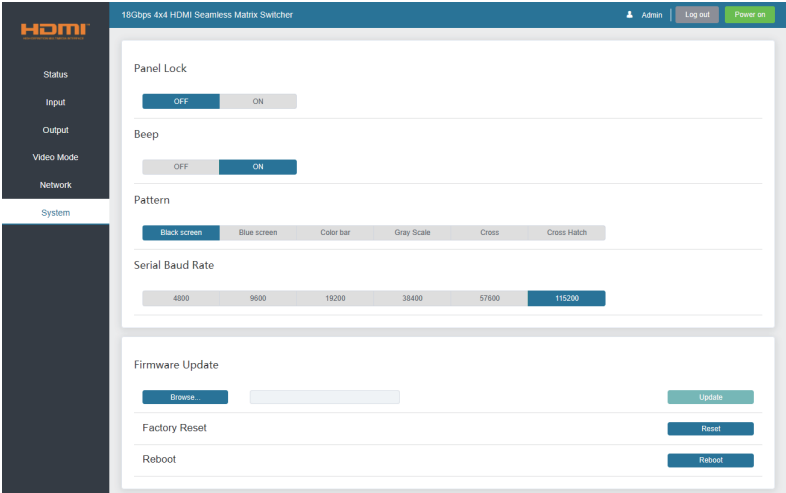 HDMI
18Gbps 4x4 HDMI Seamless Matrix Switcher
Admin
Log out
Power on
Status
Input
Output
Video Mode
Network
System
Panel Lock
OFF ON
Beep
OFF ON
Pattern
Black screen Blue screen Color bar Gray Scale Cross Cross Hatch
Serial Baud Rate
4800 9600 19200 38400 57600 115200
Firmware Update
Browse... Update
Factory Reset Reset
Reboot Reboot